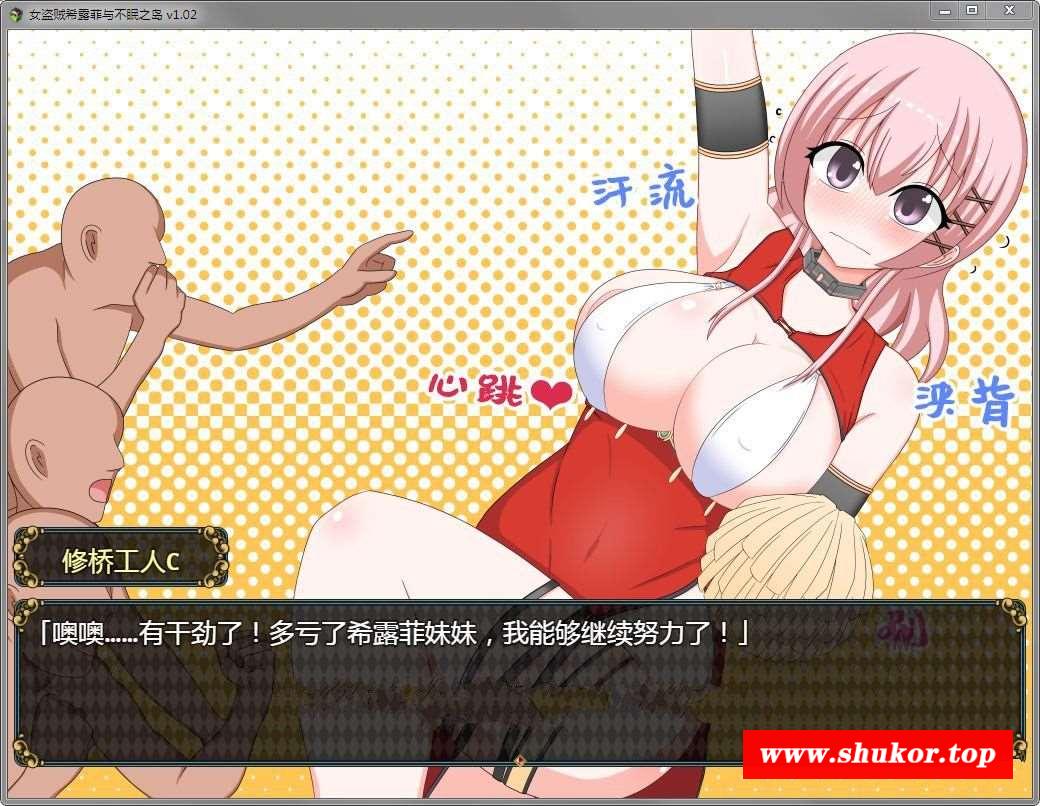 女盗贼希露菲与不眠之岛 v1.02
汗流
心跳❤
浃背
修桥工人C
「噢噢……有干劲了！多亏了希露菲妹妹，我能够继续努力了！」
www.shukor.top